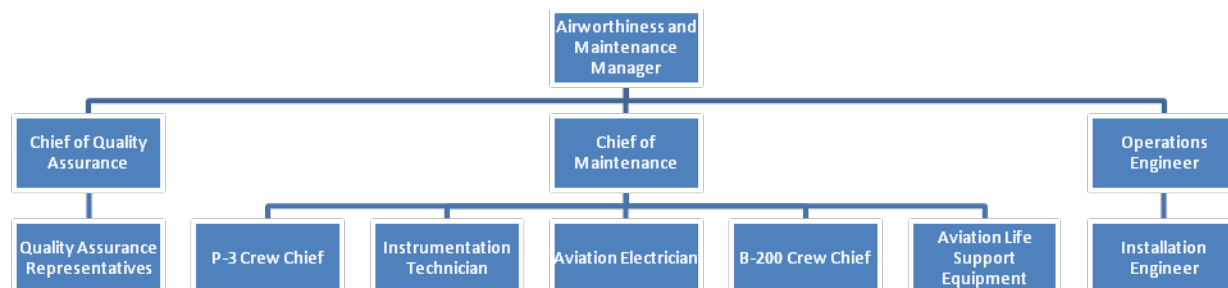 Airworthiness and
Maintenance
Manager
Chief of Quality
Assurance
Chief of
Maintenance
Operations
Engineer
Quality Assurance
Representatives
P-3 Crew Chief
Instrumentation
Technician
Aviation Electrician
B-200 Crew Chief
Aviation Life
Support
Equipment
Installation
Engineer